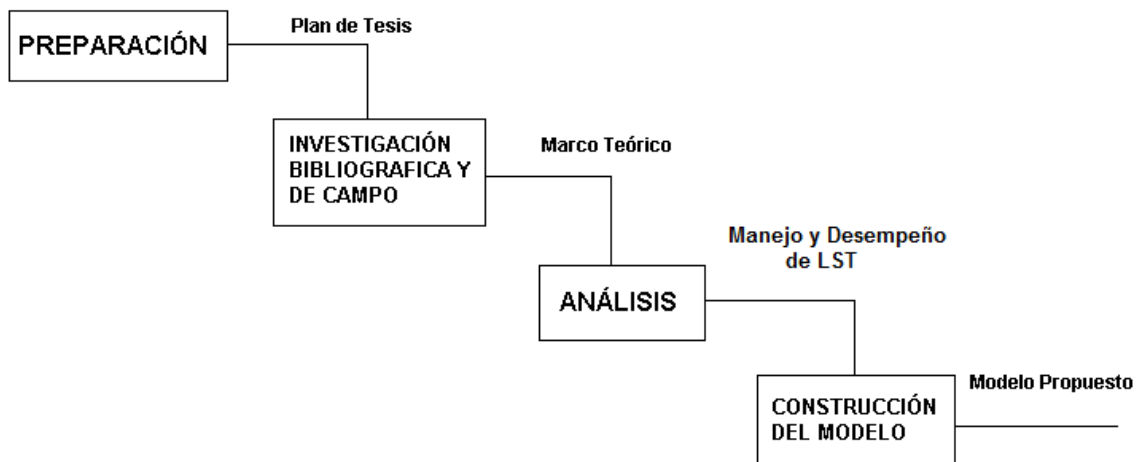 PREPARACIÓN
Plan de Tesis
INVESTIGACIÓN
BIBLIOGRAFICA Y
DE CAMPO
Marco Teórico
ANÁLISIS
Manejo y Desempeño
de LST
CONSTRUCCIÓN
DEL MODELO
Modelo Propuesto